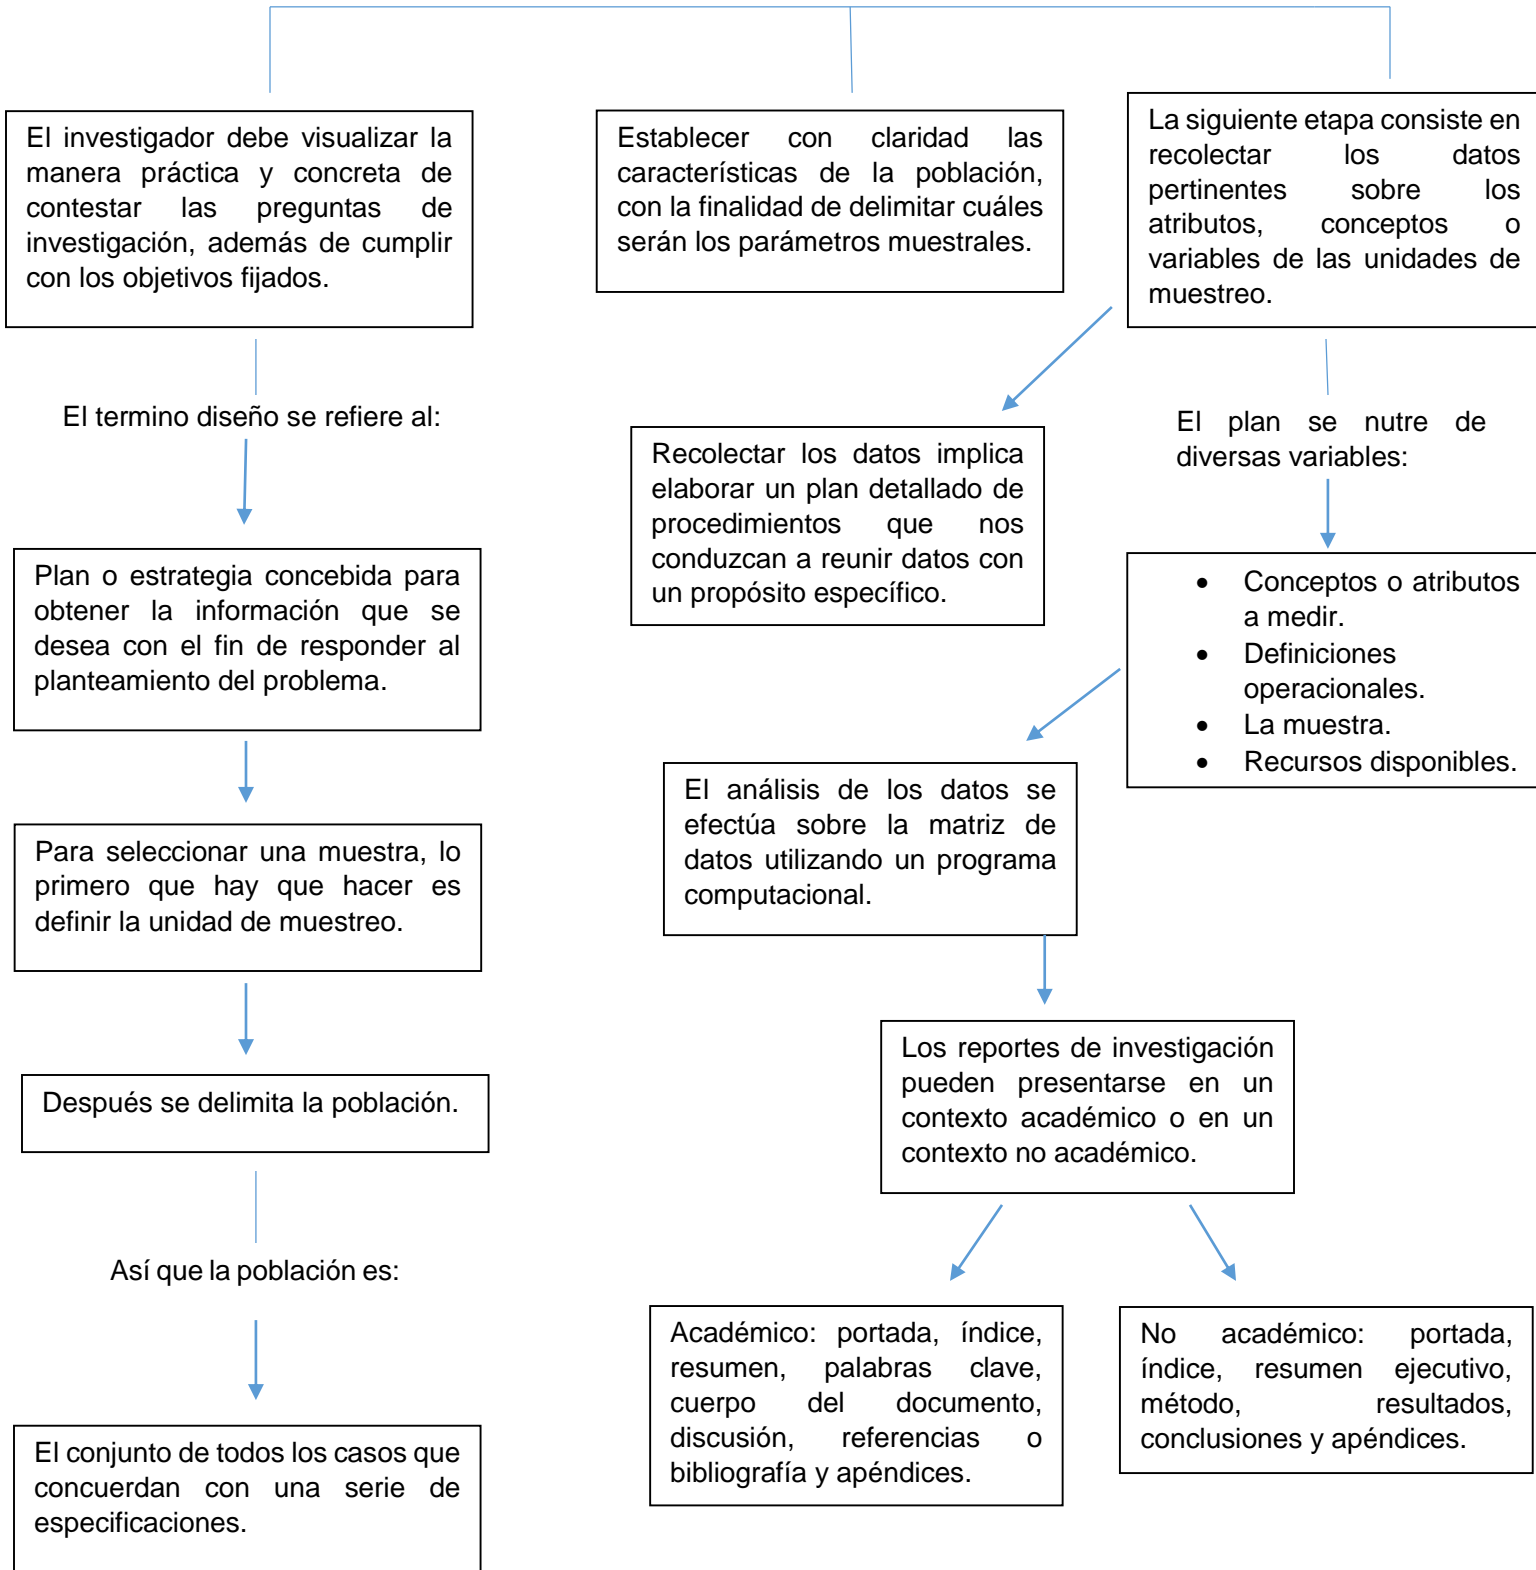 El investigador debe visualizar la
manera práctica y concreta de
contestar las preguntas de
investigación, además de cumplir
con los objetivos fijados.
El termino diseño se refiere al:
Plan o estrategia concebida para
obtener la información que se
desea con el fin de responder al
planteamiento del problema.
Para seleccionar una muestra, lo
primero que hay que hacer es
definir la unidad de muestreo.
Después se delimita la población.
Así que la población es:
El conjunto de todos los casos que
concuerdan con una serie de
especificaciones.
Establecer con claridad las
características de la población,
con la finalidad de delimitar cuáles
serán los parámetros muestrales.
La siguiente etapa consiste en
recolectar los datos
pertinentes sobre los
atributos, conceptos o
variables de las unidades de
muestreo.
Recolectar los datos implica
elaborar un plan detallado de
procedimientos que nos
conduzcan a reunir datos con
un propósito específico.
El plan se nutre de
diversas variables:
• Conceptos o atributos
a medir.
• Definiciones
operacionales.
• La muestra.
• Recursos disponibles.
El análisis de los datos se
efectúa sobre la matriz de
datos utilizando un programa
computacional.
Los reportes de investigación
pueden presentarse en un
contexto académico o en un
contexto no académico.
Académico: portada, índice,
resumen, palabras clave,
cuerpo del documento,
discusión, referencias o
bibliografía y apéndices.
No académico: portada,
índice, resumen ejecutivo,
método, resultados,
conclusiones y apéndices.